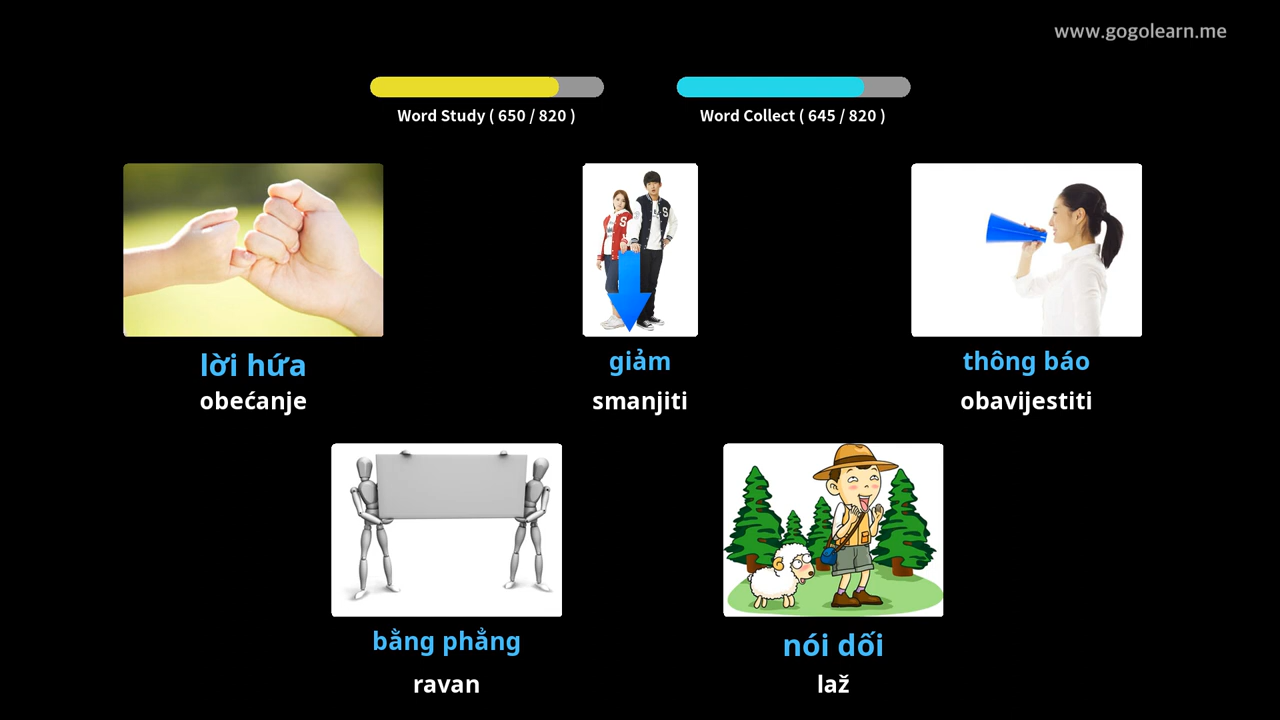 www.gogolearn.me
Word Study ( 650 / 820 )
Word Collect ( 645 / 820 )
lời hứa
obećanje
giảm
smanjiti
thông báo
obavijestiti
bằng phẳng
ravan
nói dối
laž